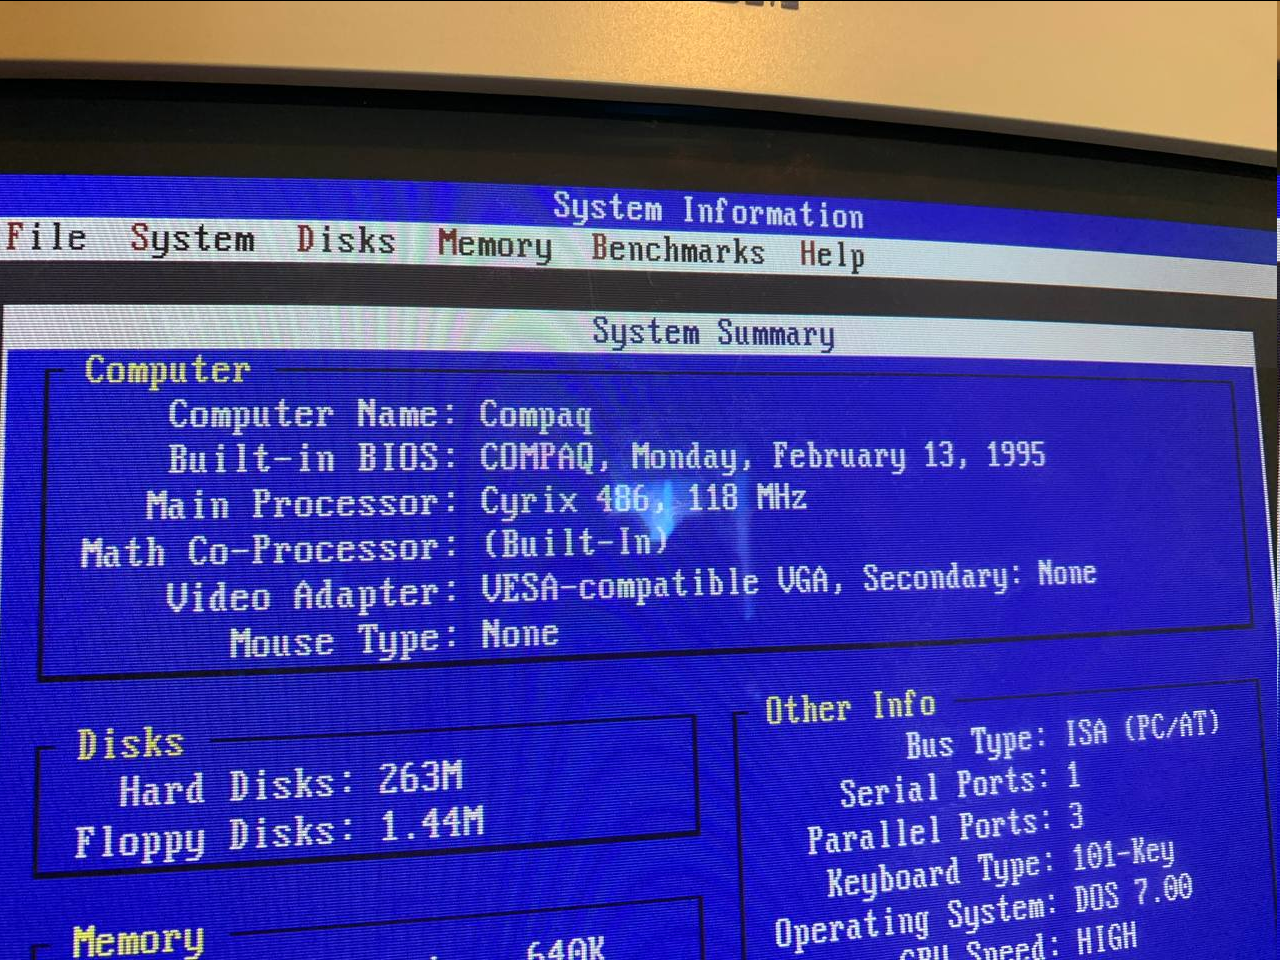 System Information
File System Disks Memory Benchmarks Help
System Summary
Computer
Computer Name: Compaq
Built-in BIOS: COMPAQ, Monday, February 13, 1995
Main Processor: Cyrix 486, 118 MHz
Math Co-Processor: (Built-In)
Video Adapter: VESA-compatible VGA, Secondary: None
Mouse Type: None
Disks
Hard Disks: 263M
Floppy Disks: 1.44M
Other Info
Bus Type: ISA (PC/AT)
Serial Ports: 1
Parallel Ports: 3
Keyboard Type: 101-Key
Operating System: DOS 7.00
CPU Speed: HIGH
Memory
640K